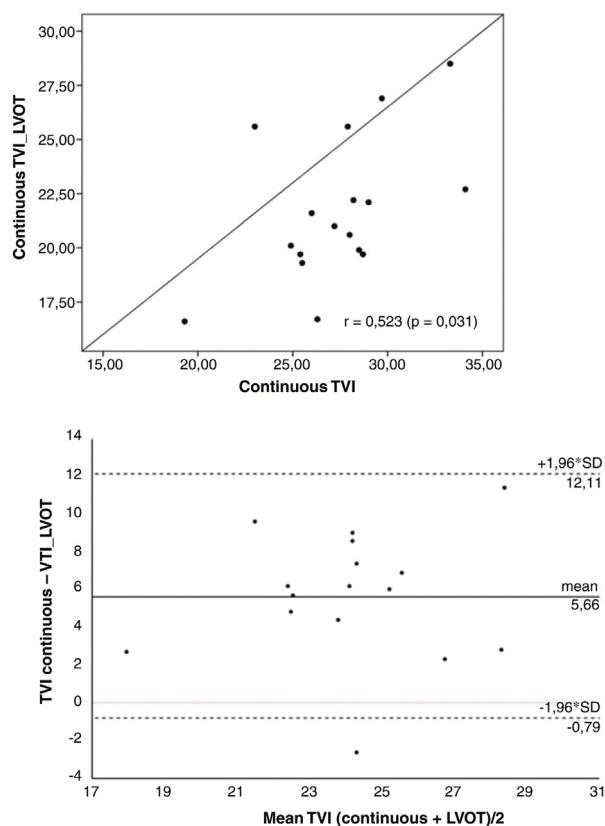 30,00
27,50
25,00
22,50
20,00
17,50
Continuous TVI_LVOT
r = 0,523 (p = 0,031)
15,00 20,00 25,00 30,00 35,00
Continuous TVI
14
12
10
8
6
4
2
0
-2
-4
TVI continuous – VTI_LVOT
+1,96*SD
12,11
mean
5,66
-1,96*SD
-0,79
17 19 21 23 25 27 29 31
Mean TVI (continuous + LVOT)/2